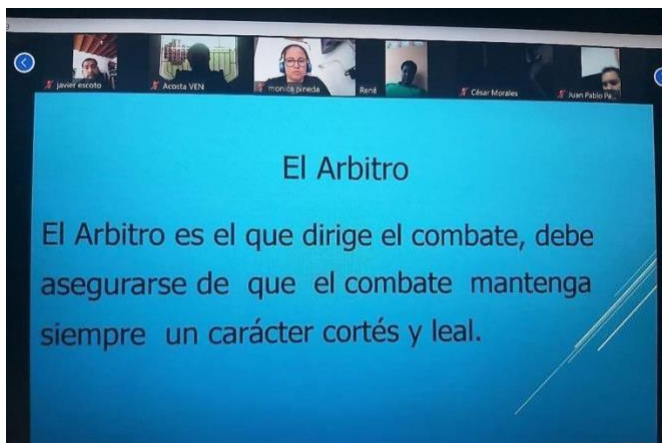 javier escoto
Acosta VEN
monica pineda
René
César Morales
Juan Pablo Pe...
El Arbitro
El Arbitro es el que dirige el combate, debe
asegurarse de que el combate mantenga
siempre un carácter cortés y leal.